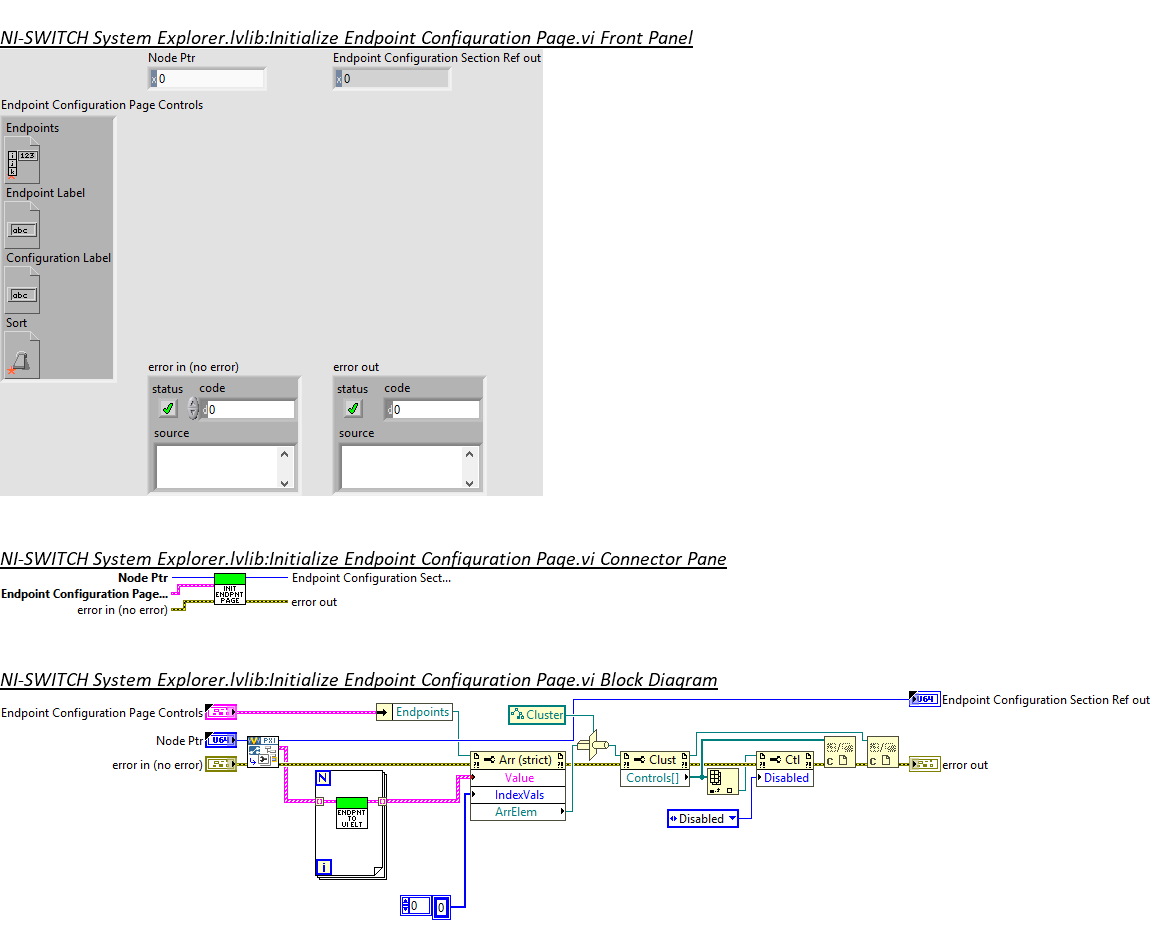 NI-SWITCH System Explorer.lvlib:Initialize Endpoint Configuration Page.vi Front Panel
Node Ptr
x 0
Endpoint Configuration Section Ref out
x 0
Endpoint Configuration Page Controls
Endpoints
i
j
k
123
Endpoint Label
abc
Configuration Label
abc
Sort
error in (no error)
status
code
d 0
source
error out
status
code
d 0
source
NI-SWITCH System Explorer.lvlib:Initialize Endpoint Configuration Page.vi Connector Pane
Node Ptr
Endpoint Configuration Page...
error in (no error)
INIT
ENDPNT
PAGE
Endpoint Configuration Sect...
error out
NI-SWITCH System Explorer.lvlib:Initialize Endpoint Configuration Page.vi Block Diagram
U64
Endpoint Configuration Section Ref out
Endpoint Configuration Page Controls
Endpoints
Cluster
Node Ptr
U64
PXI
error in (no error)
Arr (strict)
Value
IndexVals
ArrElem
N
ENDPNT
TO
UI ELT
i
Clust
Controls[]
Ctl
Disabled
C
C
error out
Disabled
0
0